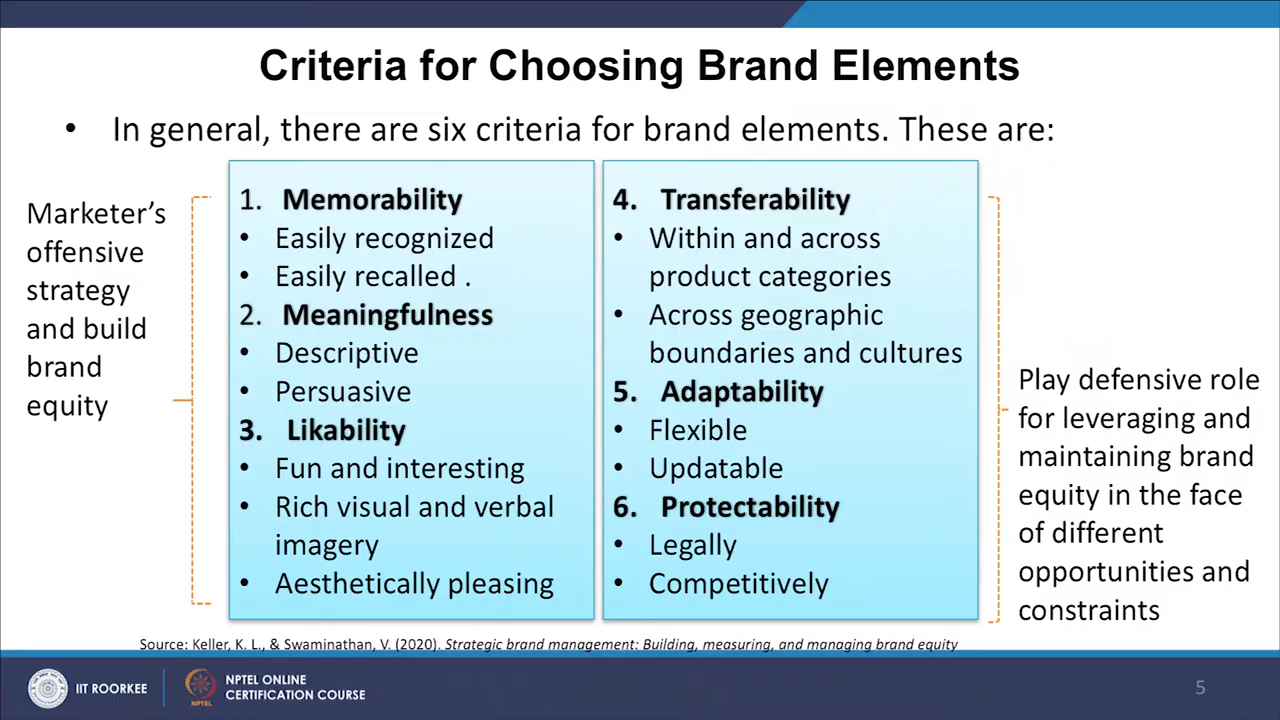 Criteria for Choosing Brand Elements
• In general, there are six criteria for brand elements. These are:
Marketer's
offensive
strategy
and build
brand
equity
1. Memorability
• Easily recognized
• Easily recalled .
2. Meaningfulness
• Descriptive
• Persuasive
3. Likability
• Fun and interesting
• Rich visual and verbal
imagery
• Aesthetically pleasing
4. Transferability
• Within and across
product categories
• Across geographic
boundaries and cultures
5. Adaptability
• Flexible
• Updatable
6. Protectability
• Legally
• Competitively
Play defensive role
for leveraging and
maintaining brand
equity in the face
of different
opportunities and
constraints
Source: Keller, K. L., & Swaminathan, V. (2020). Strategic brand management: Building, measuring, and managing brand equity
IIT ROORKEE
NPTEL
NPTEL ONLINE
CERTIFICATION COURSE
5